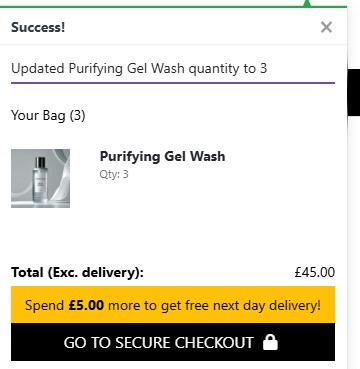 Success!
Updated Purifying Gel Wash quantity to 3
Your Bag (3)
Purifying Gel Wash
Qty: 3
Total (Exc. delivery): £45.00
Spend £5.00 more to get free next day delivery!
GO TO SECURE CHECKOUT